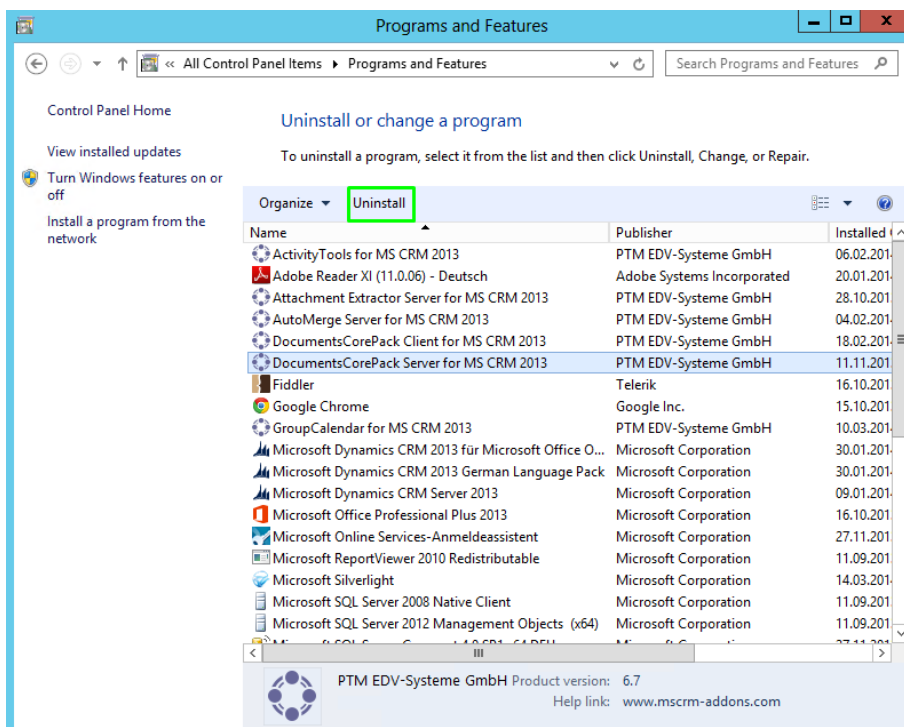 Programs and Features
« All Control Panel Items ▸ Programs and Features
Search Programs and Features
Control Panel Home
View installed updates
Turn Windows features on or
off
Install a program from the
network
Uninstall or change a program
To uninstall a program, select it from the list and then click Uninstall, Change, or Repair.
Organize Uninstall
Name Publisher Installed
ActivityTools for MS CRM 2013 PTM EDV-Systeme GmbH 06.02.201
Adobe Reader XI (11.0.06) - Deutsch Adobe Systems Incorporated 20.01.201
Attachment Extractor Server for MS CRM 2013 PTM EDV-Systeme GmbH 28.10.201
AutoMerge Server for MS CRM 2013 PTM EDV-Systeme GmbH 04.02.201
DocumentsCorePack Client for MS CRM 2013 PTM EDV-Systeme GmbH 18.02.201
DocumentsCorePack Server for MS CRM 2013 PTM EDV-Systeme GmbH 11.11.201
Fiddler Telerik 16.10.201
Google Chrome Google Inc. 15.10.201
GroupCalendar for MS CRM 2013 PTM EDV-Systeme GmbH 10.03.201
Microsoft Dynamics CRM 2013 für Microsoft Office O... Microsoft Corporation 30.01.201
Microsoft Dynamics CRM 2013 German Language Pack Microsoft Corporation 30.01.201
Microsoft Dynamics CRM Server 2013 Microsoft Corporation 09.01.201
Microsoft Office Professional Plus 2013 Microsoft Corporation 16.10.201
Microsoft Online Services-Anmeldeassistent Microsoft Corporation 27.11.201
Microsoft ReportViewer 2010 Redistributable Microsoft Corporation 11.09.201
Microsoft Silverlight Microsoft Corporation 14.03.201
Microsoft SQL Server 2008 Native Client Microsoft Corporation 11.09.201
Microsoft SQL Server 2012 Management Objects (x64) Microsoft Corporation 11.09.201
PTM EDV-Systeme GmbH Product version: 6.7
Help link: www.mscrm-addons.com